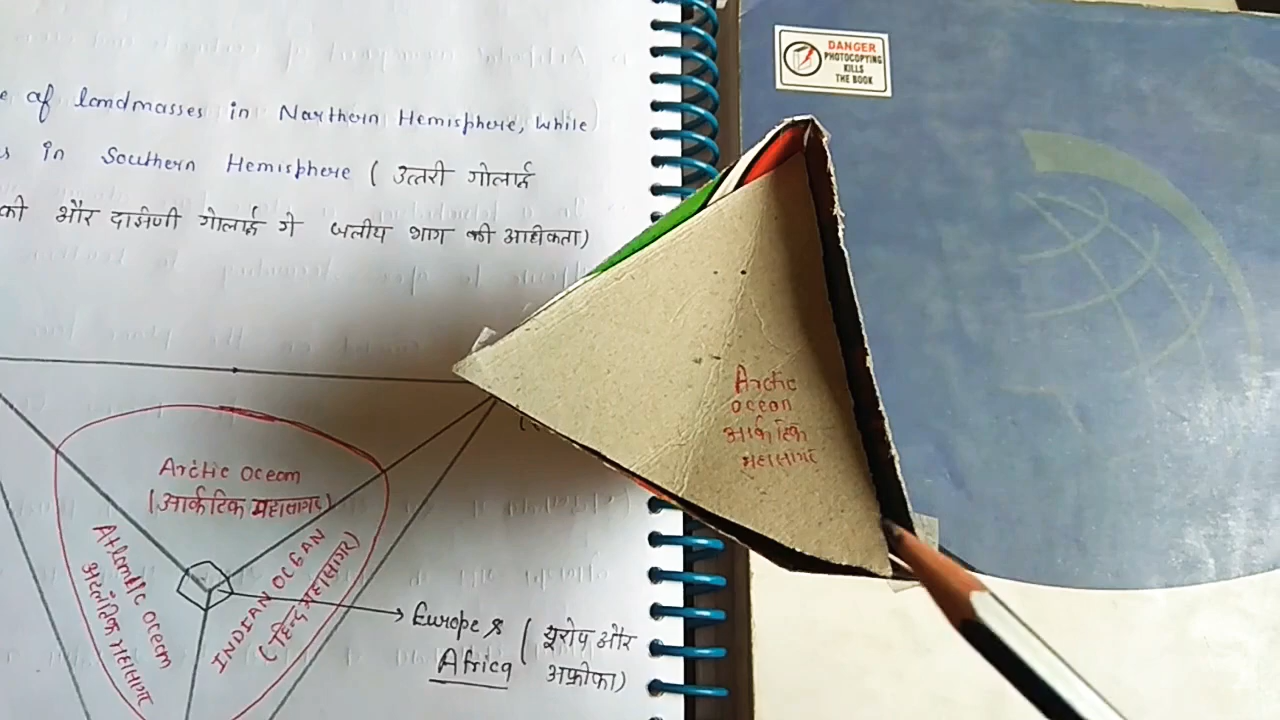 e of landmasses in Northern Hemisphere, while
s in Southern Hemisphere ( उत्तरी गोलार्ह
की और दक्षिणी गोलार्ह में जलीय भाग की आधीकता)
Arctic Ocean
(आर्कटिक महासागर)
Atlantic Ocean
अटलांटिक महासागर
INDIAN OCEAN
(हिन्द महासागर)
Europe &
Africa
(यूरोप और
अफ्रीका)
DANGER
PHOTOCOPYING
KILLS
THE BOOK
Arctic
ocean
आर्कटिक
महासागर